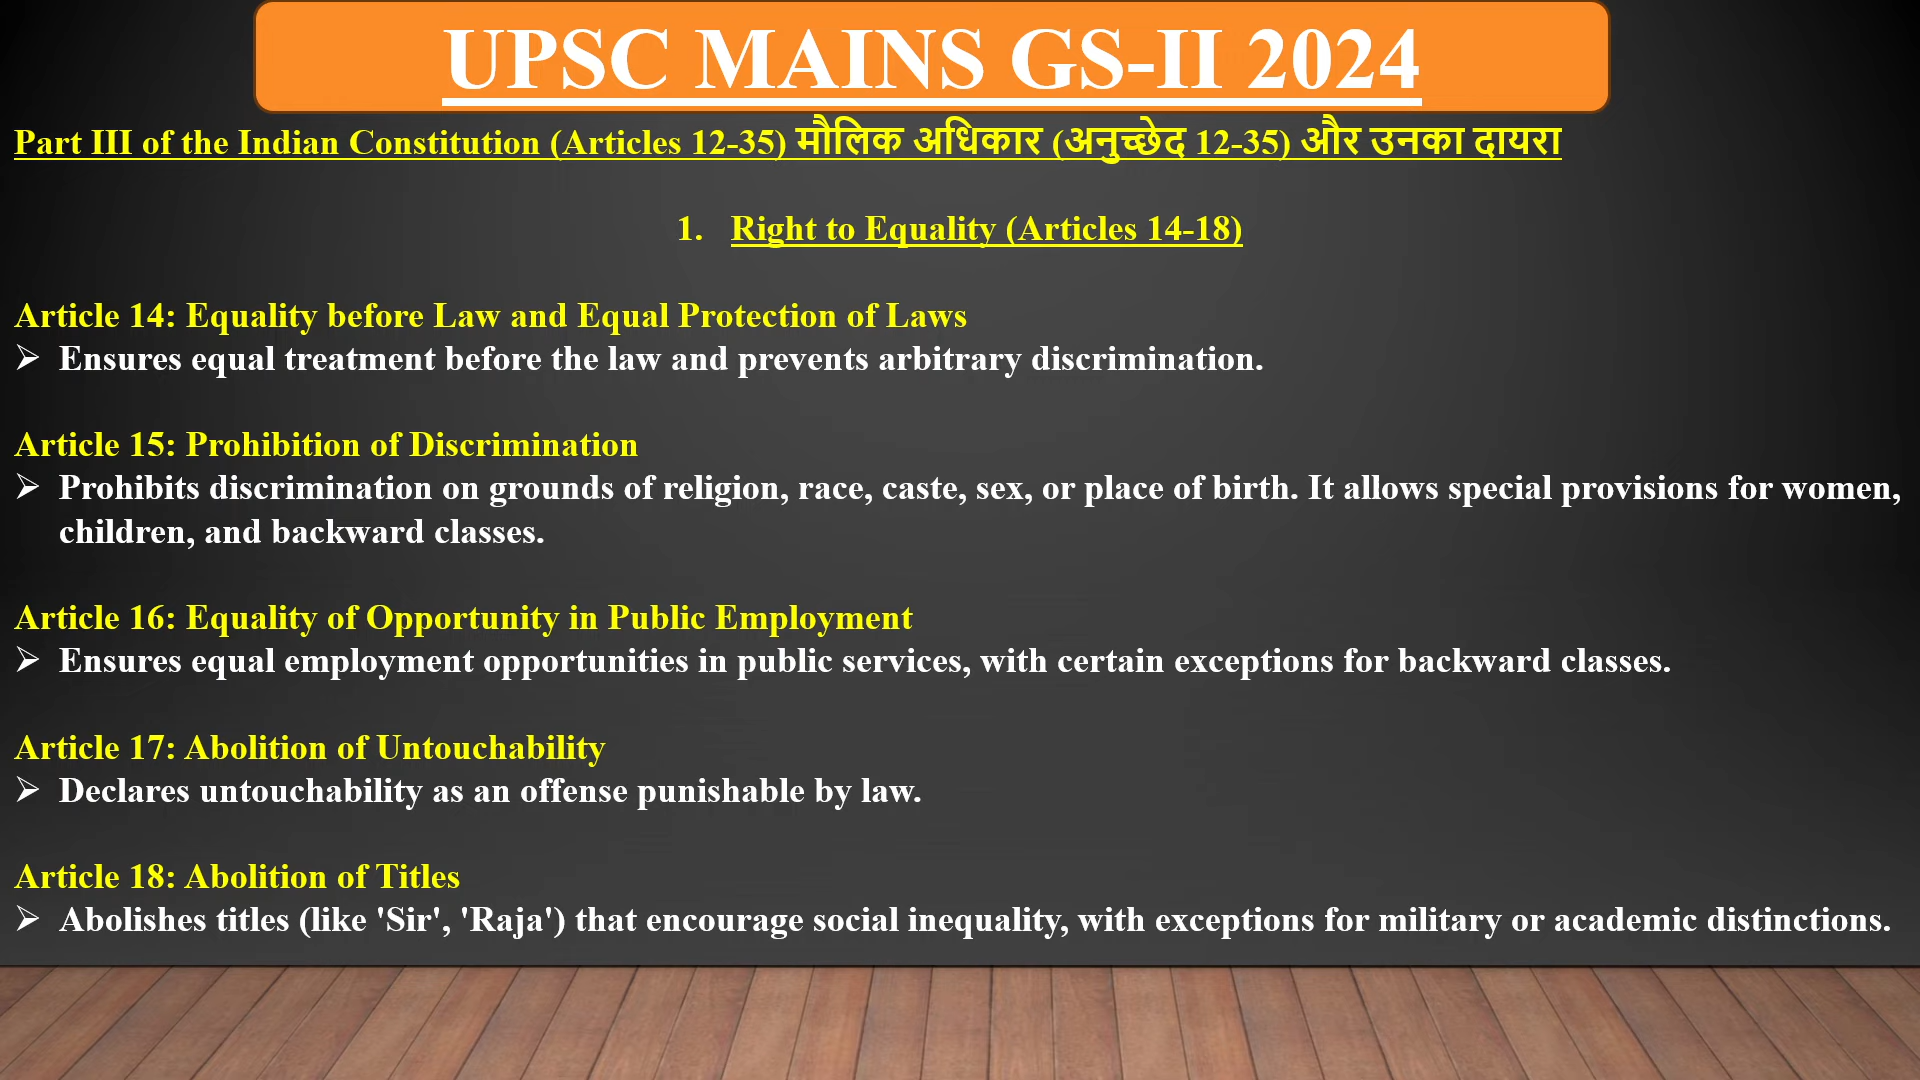 UPSC MAINS GS-II 2024
Part III of the Indian Constitution (Articles 12-35) मौलिक अधिकार (अनुच्छेद 12-35) और उनका दायरा
1. Right to Equality (Articles 14-18)
Article 14: Equality before Law and Equal Protection of Laws
➢ Ensures equal treatment before the law and prevents arbitrary discrimination.
Article 15: Prohibition of Discrimination
➢ Prohibits discrimination on grounds of religion, race, caste, sex, or place of birth. It allows special provisions for women,
children, and backward classes.
Article 16: Equality of Opportunity in Public Employment
➢ Ensures equal employment opportunities in public services, with certain exceptions for backward classes.
Article 17: Abolition of Untouchability
➢ Declares untouchability as an offense punishable by law.
Article 18: Abolition of Titles
➢ Abolishes titles (like 'Sir', 'Raja') that encourage social inequality, with exceptions for military or academic distinctions.